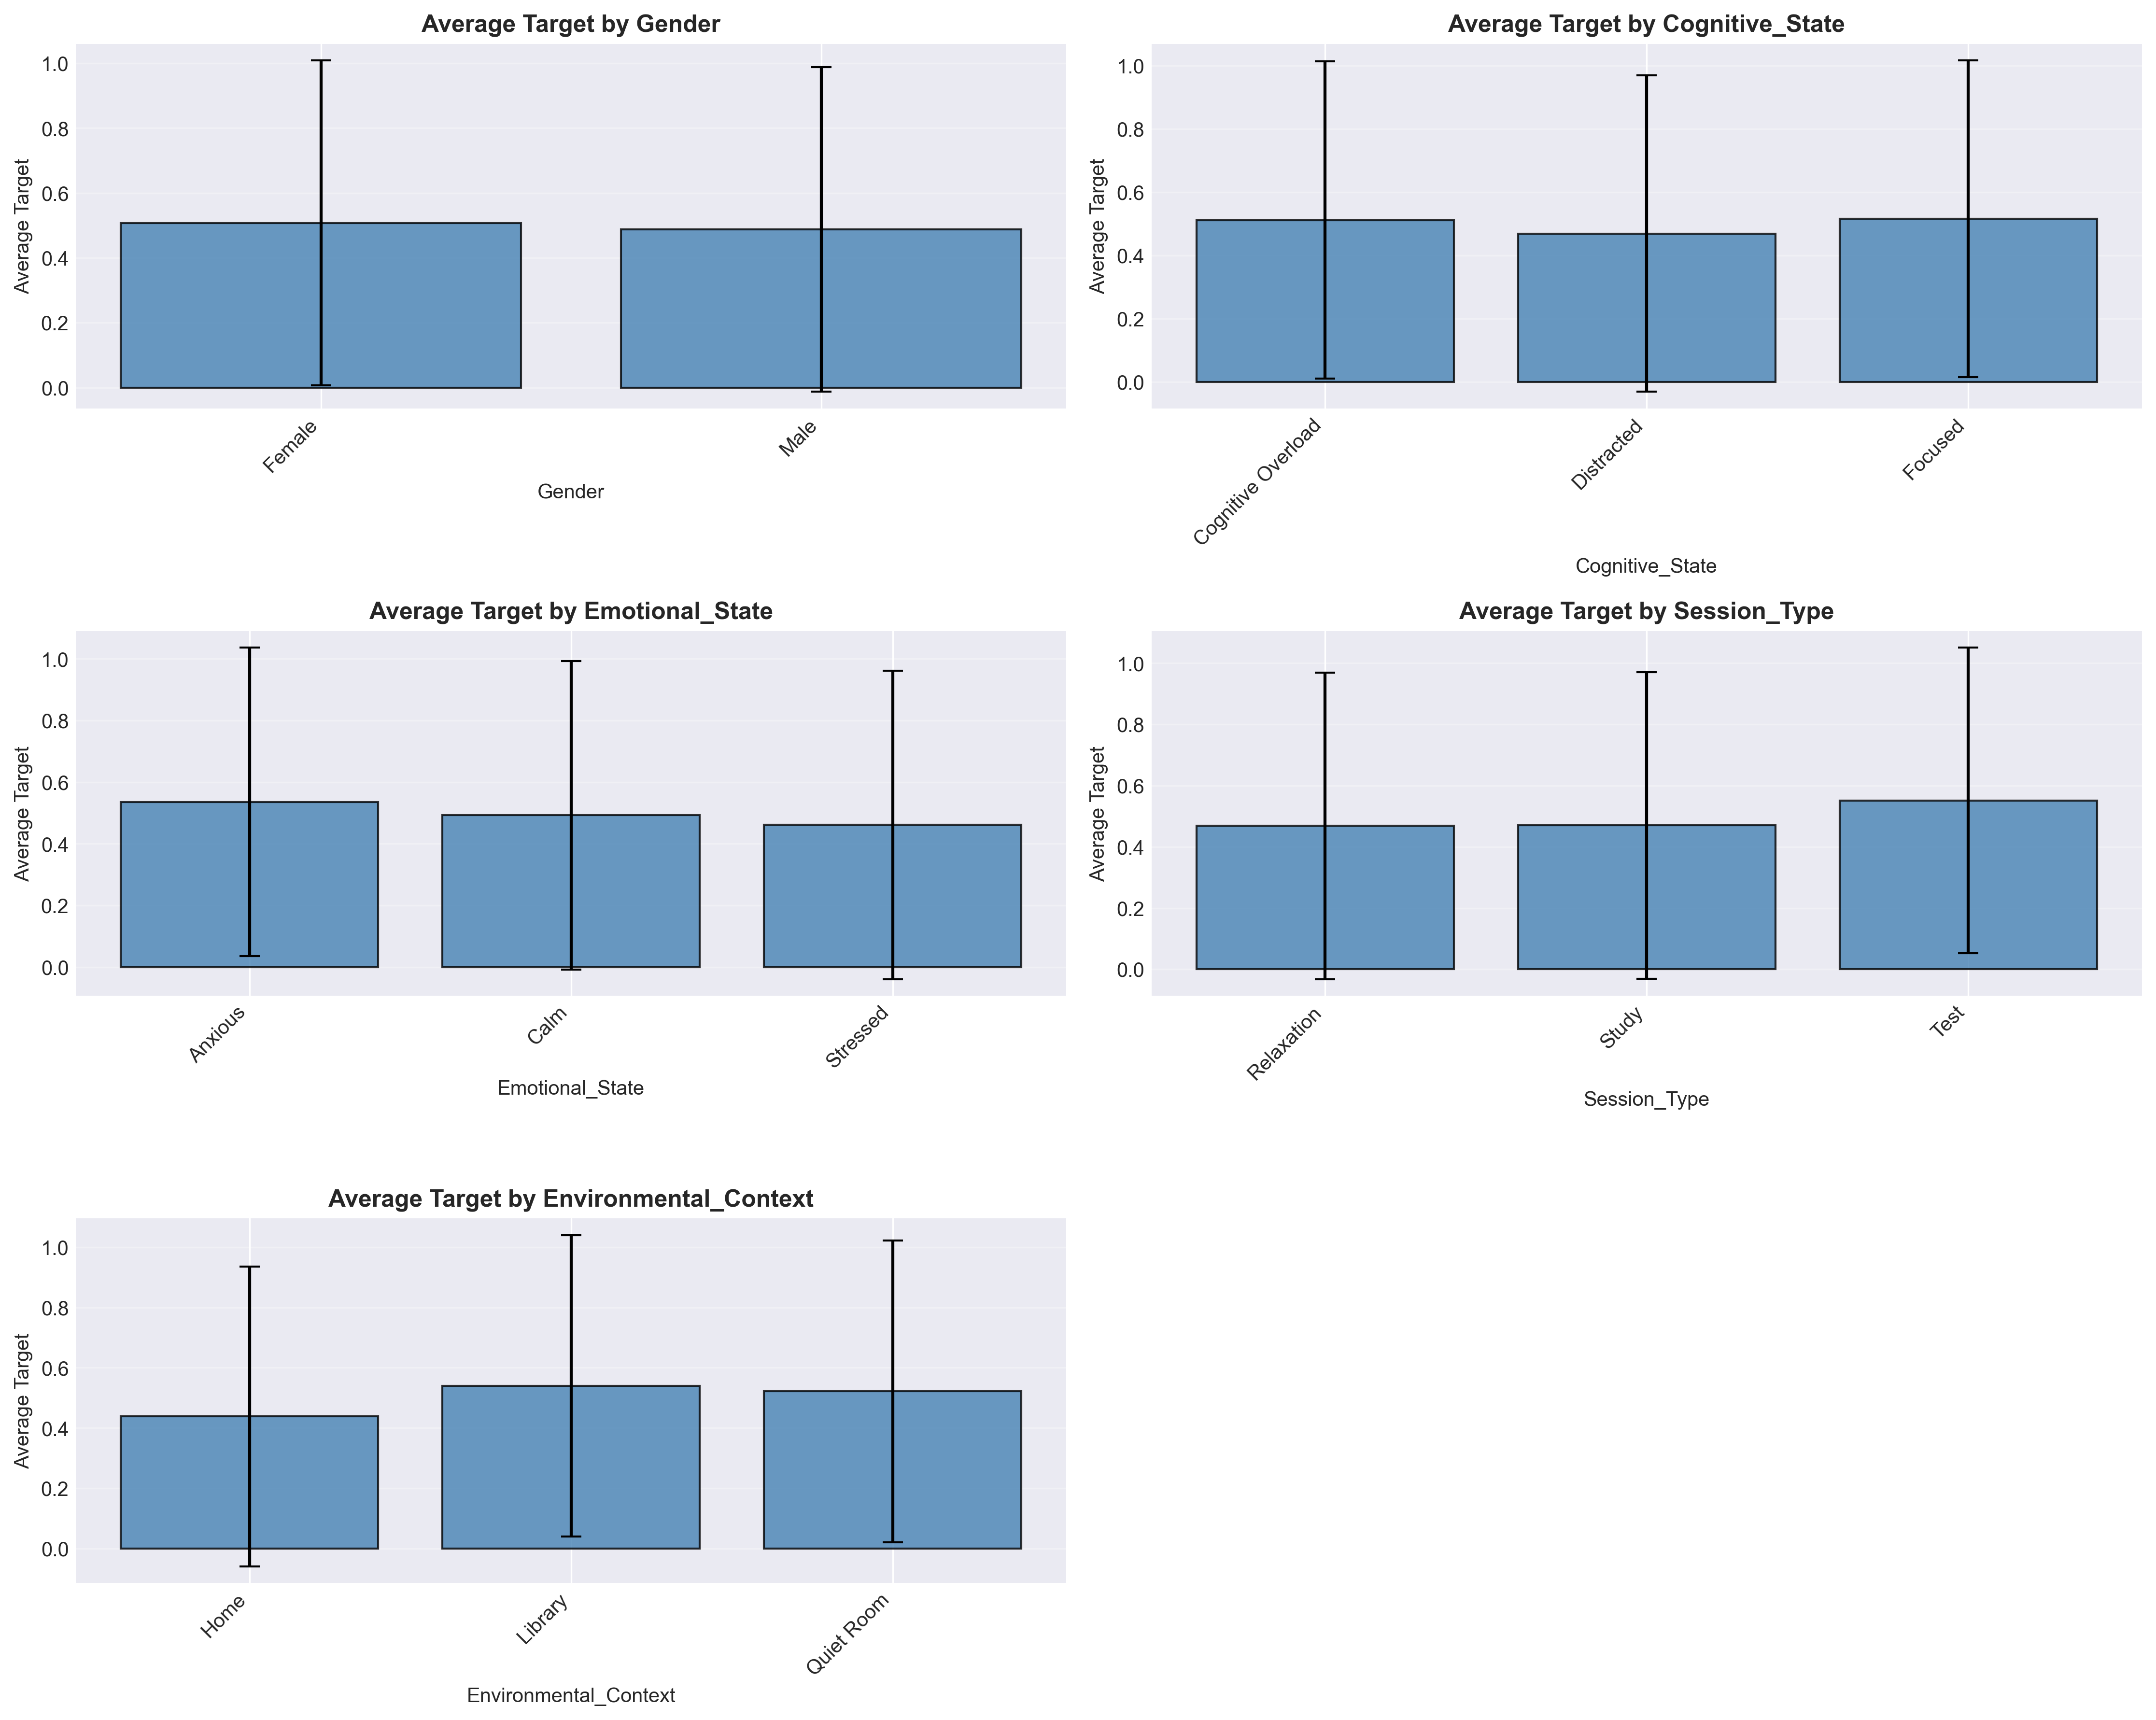 Average Target by Gender
Average Target
1.0
0.8
0.6
0.4
0.2
0.0
Female
Male
Gender
Average Target by Cognitive_State
Average Target
1.0
0.8
0.6
0.4
0.2
0.0
Cognitive Overload
Distracted
Focused
Cognitive_State
Average Target by Emotional_State
Average Target
1.0
0.8
0.6
0.4
0.2
0.0
Anxious
Calm
Stressed
Emotional_State
Average Target by Session_Type
Average Target
1.0
0.8
0.6
0.4
0.2
0.0
Relaxation
Study
Test
Session_Type
Average Target by Environmental_Context
Average Target
1.0
0.8
0.6
0.4
0.2
0.0
Home
Library
Quiet Room
Environmental_Context